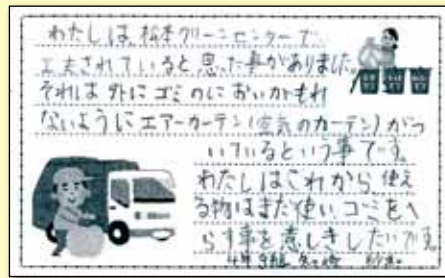 わたしは、松本クリーンセンターで
工夫されていると思った事がありました。
それは外にゴミのにおいがもれ
ないようにエアーカーテン(空気のカーテン)がつ
いているという事です。
わたしはこれから、使え
る物はまた使い、ゴミをへ
らす事を意しきしたいです。
4年3組